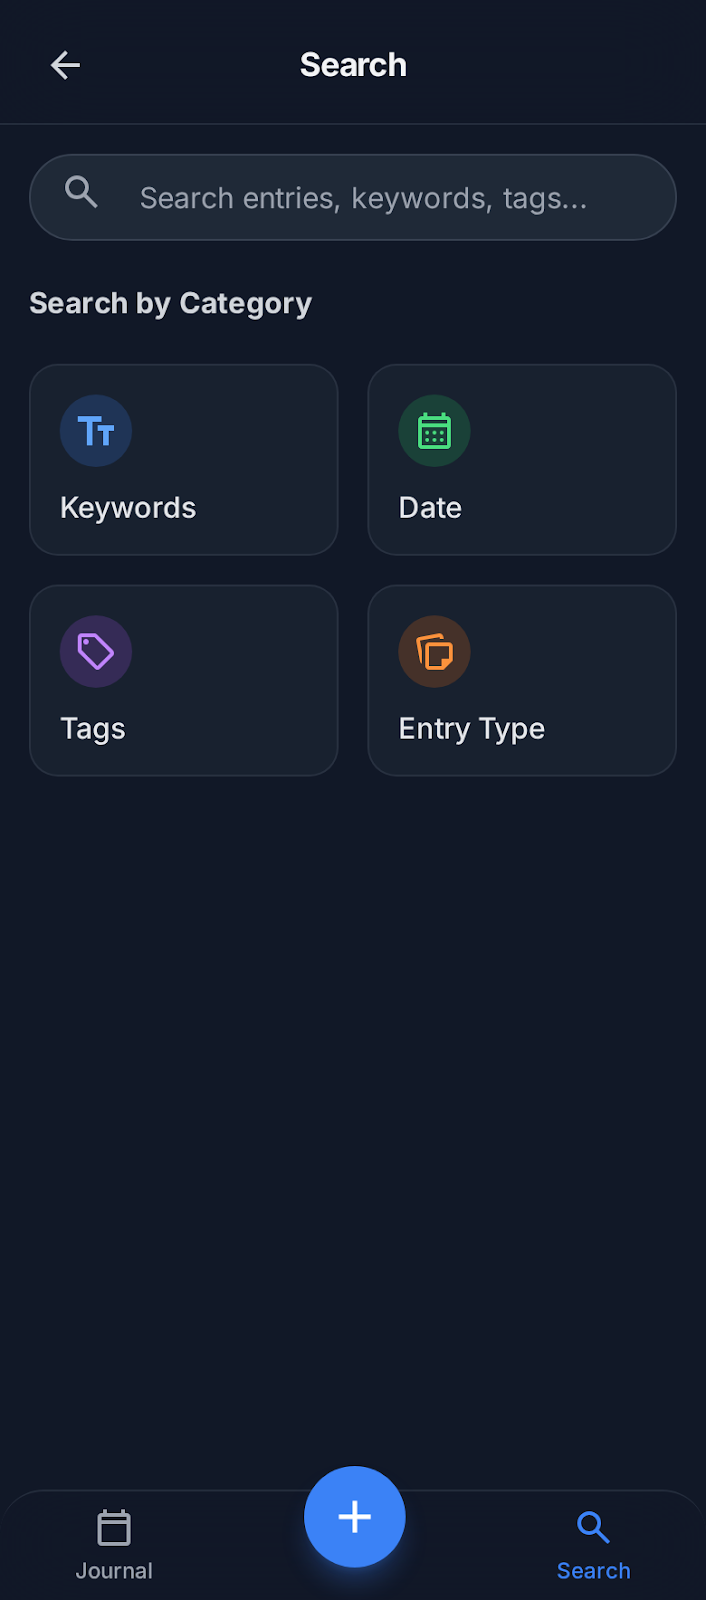 Search
Search entries, keywords, tags...
Search by Category
Keywords
Date
Tags
Entry Type
Journal
Search